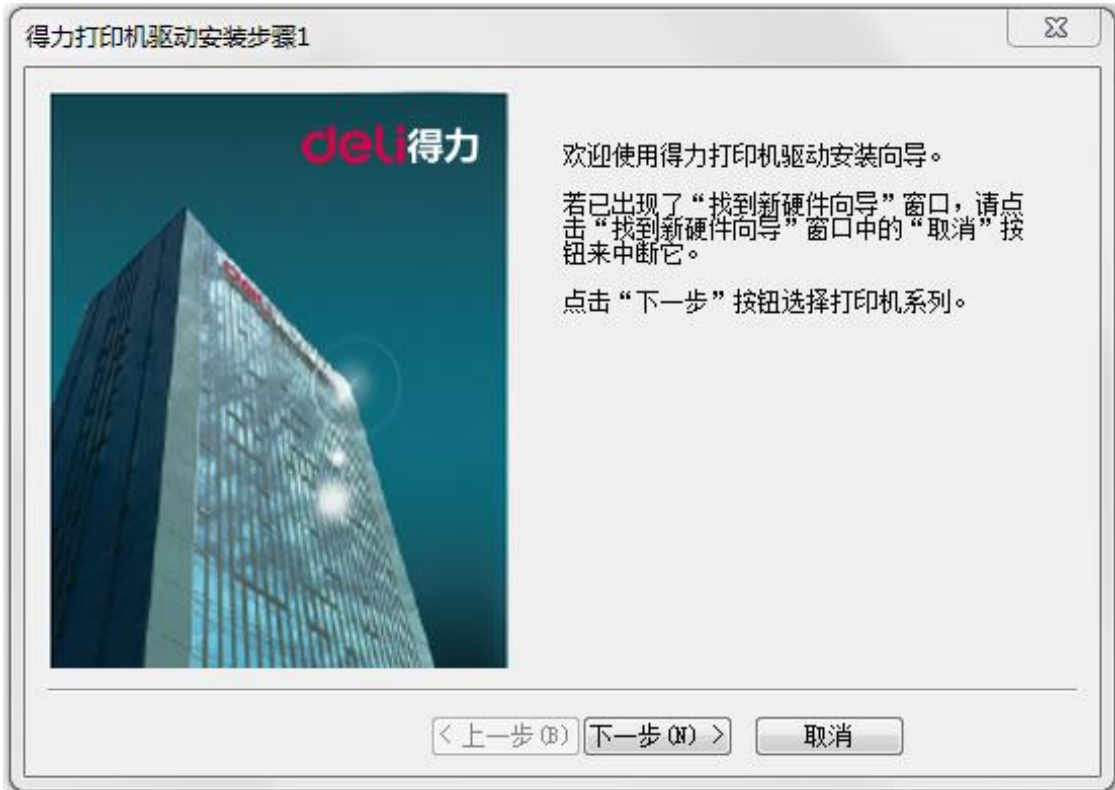 得力打印机驱动安装步骤1
deli得力
欢迎使用得力打印机驱动安装向导。
若已出现了“找到新硬件向导”窗口，请点
击“找到新硬件向导”窗口中的“取消”按
钮来中断它。
点击“下一步”按钮选择打印机系列。
deli
< 上一步(B)
下一步(N) >
取消